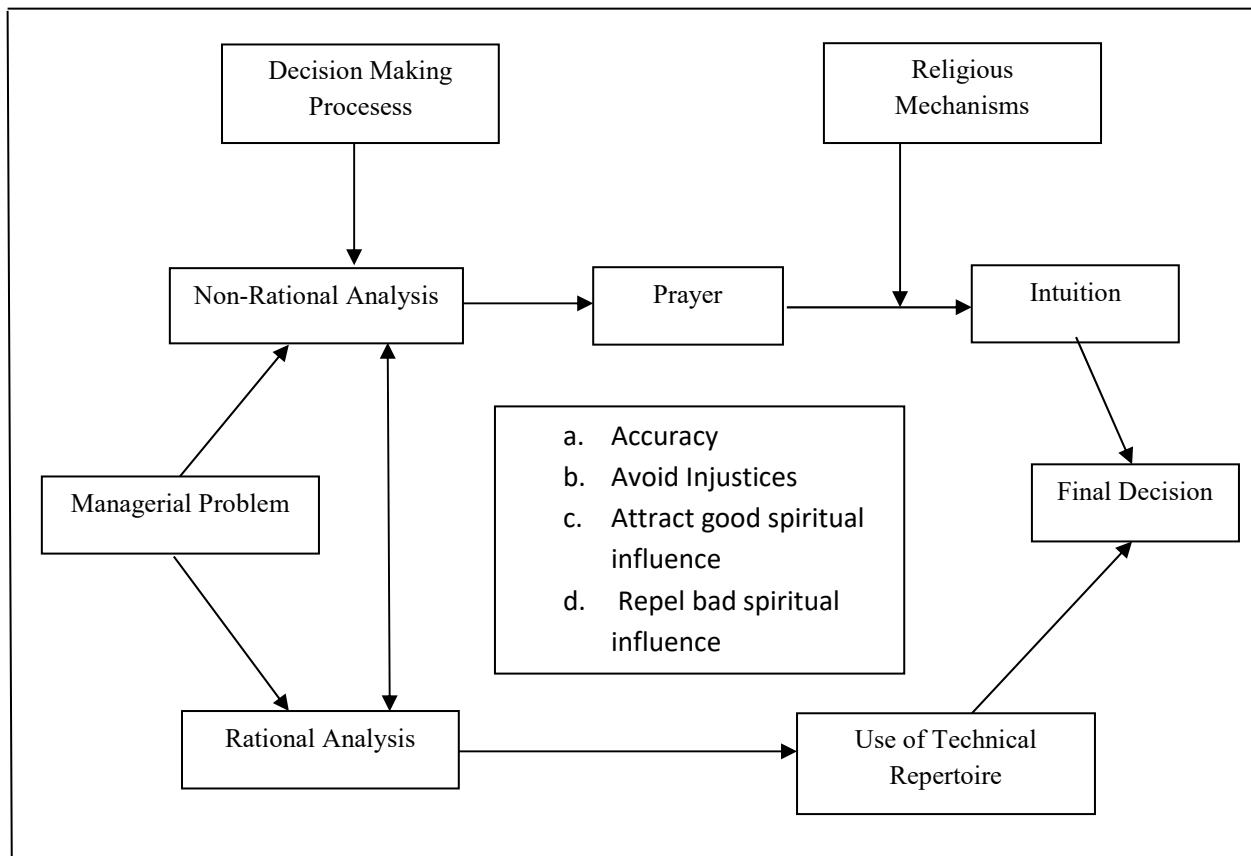 Decision Making
Procesess
Religious
Mechanisms
Non-Rational Analysis
Prayer
Intuition
a. Accuracy
b. Avoid Injustices
c. Attract good spiritual
influence
d. Repel bad spiritual
influence
Managerial Problem
Final Decision
Rational Analysis
Use of Technical
Repertoire